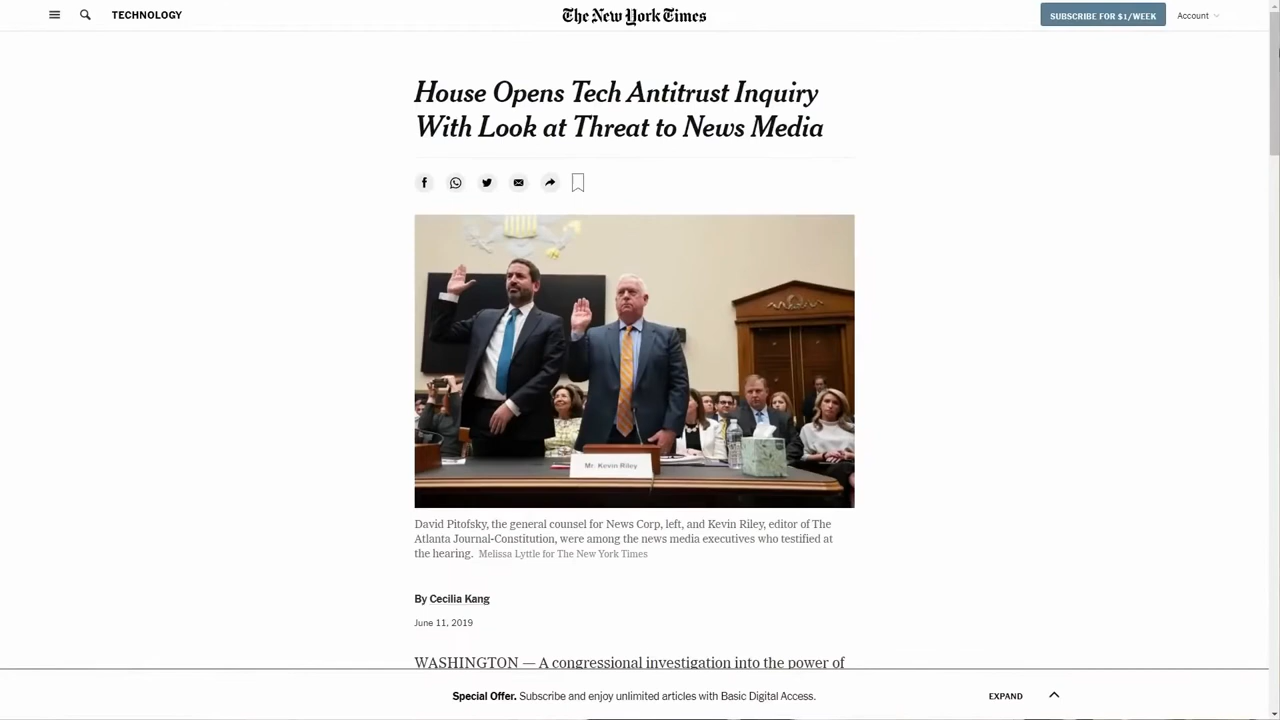 TECHNOLOGY
The New York Times
SUBSCRIBE FOR $1/WEEK
Account
House Opens Tech Antitrust Inquiry
With Look at Threat to News Media
Mr. Kevin Riley
David Pitofsky, the general counsel for News Corp, left, and Kevin Riley, editor of The
Atlanta Journal-Constitution, were among the news media executives who testified at
the hearing. Melissa Lyttle for The New York Times
By Cecilia Kang
June 11, 2019
WASHINGTON — A congressional investigation into the power of
Special Offer. Subscribe and enjoy unlimited articles with Basic Digital Access.
EXPAND